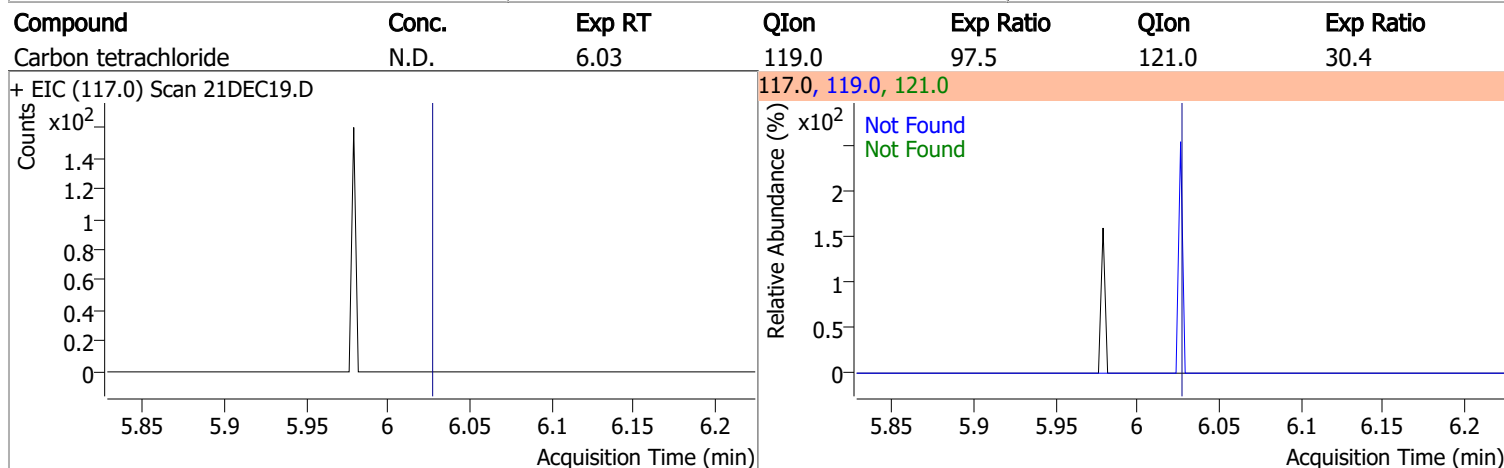 Compound Conc. Exp RT QIon Exp Ratio QIon Exp Ratio
Carbon tetrachloride N.D. 6.03 119.0 97.5 121.0 30.4
+ EIC (117.0) Scan 21DEC19.D
Counts
x10²
1.4
1.2
1
0.8
0.6
0.4
0.2
0
5.85 5.9 5.95 6 6.05 6.1 6.15 6.2
Acquisition Time (min)
117.0, 119.0, 121.0
Relative Abundance (%)
x10²
Not Found
Not Found
2
1.5
1
0.5
0
5.85 5.9 5.95 6 6.05 6.1 6.15 6.2
Acquisition Time (min)